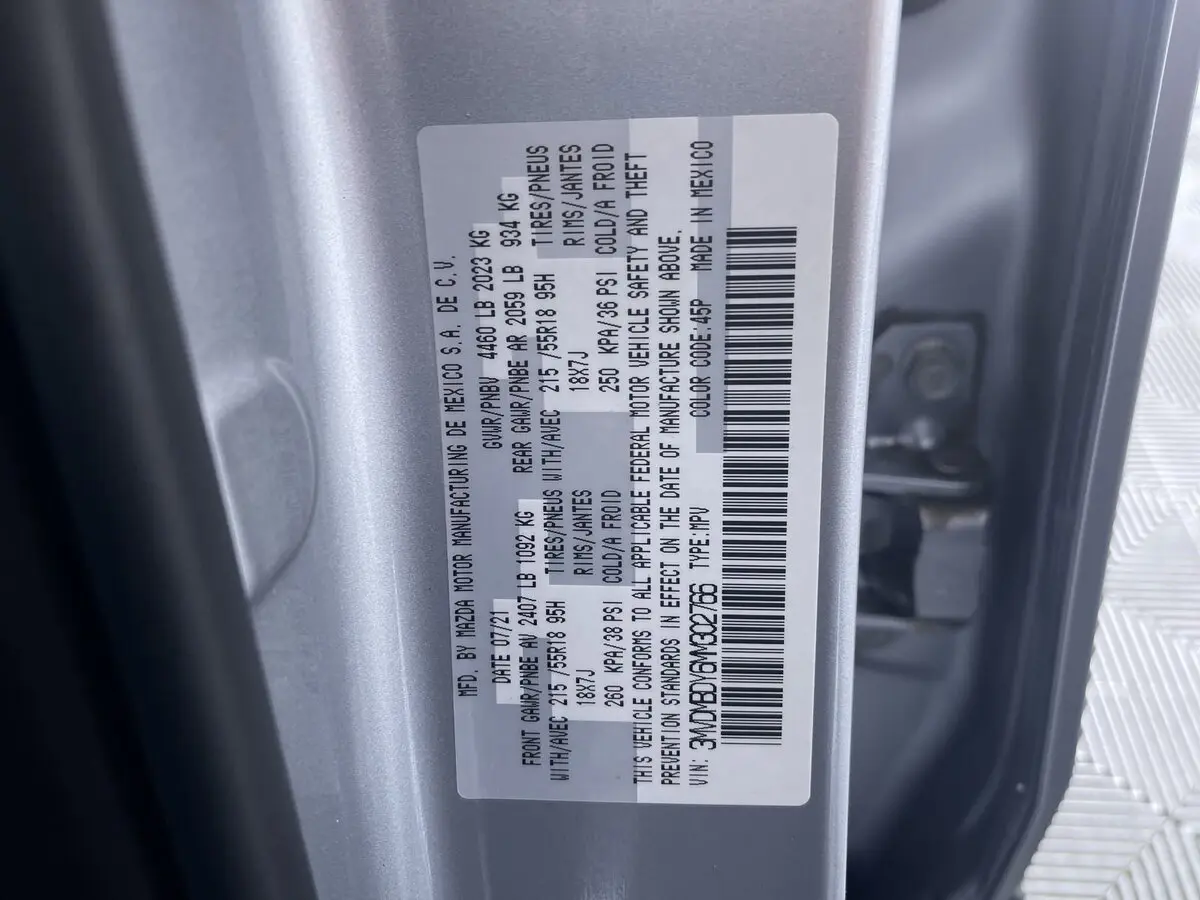 MFD. BY MAZDA MOTOR MANUFACTURING DE MEXICO S.A. DE C.V.
DATE 07/21 GVWR/PNBV 4460 LB 2023 KG
FRONT GAWR/PNBE AV 2407 LB 1092 KG REAR GAWR/PNBE AR 2059 LB 934 KG
WITH/AVEC 215 /55R18 95H TIRES/PNEUS WITH/AVEC 215 /55R18 95H TIRES/PNEUS
18X7J RIMS/JANTES 18X7J RIMS/JANTES
260 KPA/38 PSI COLD/A FROID 250 KPA/36 PSI COLD/A FROID
THIS VEHICLE CONFORMS TO ALL APPLICABLE FEDERAL MOTOR VEHICLE SAFETY AND THEFT
PREVENTION STANDARDS IN EFFECT ON THE DATE OF MANUFACTURE SHOWN ABOVE.
VIN: 3MVDMBDY6MM302766 TYPE:MPV COLOR CODE:45P MADE IN MEXICO